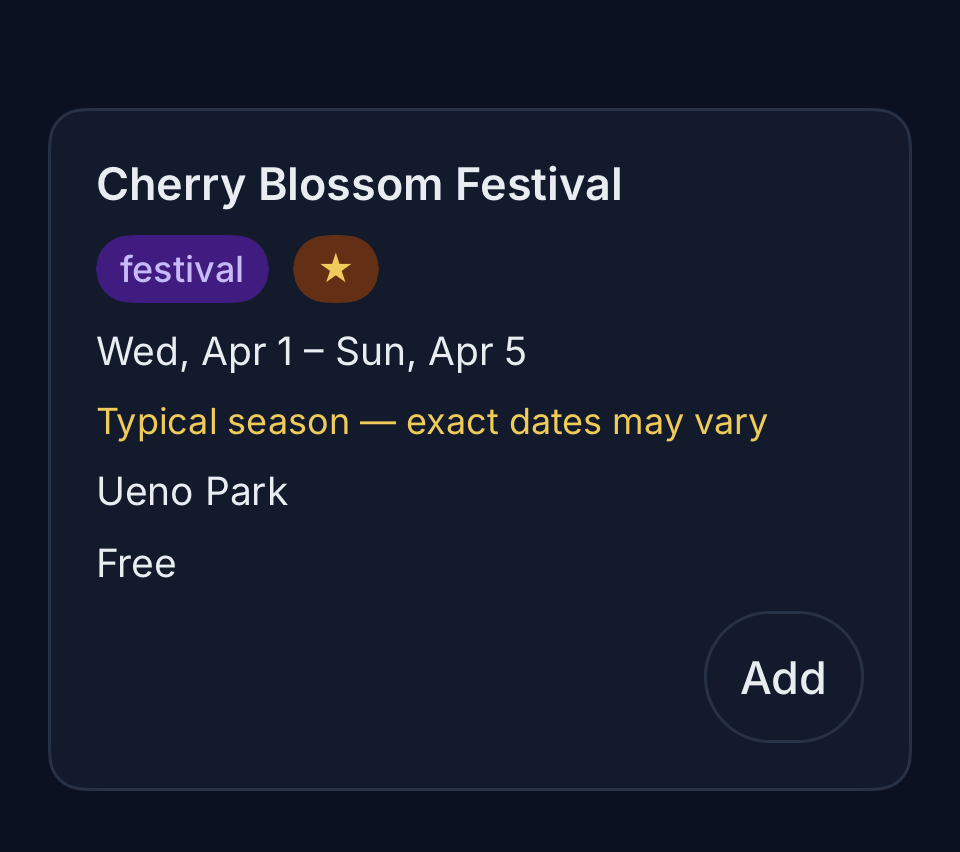 Cherry Blossom Festival
festival ★
Wed, Apr 1 – Sun, Apr 5
Typical season — exact dates may vary
Ueno Park
Free
Add